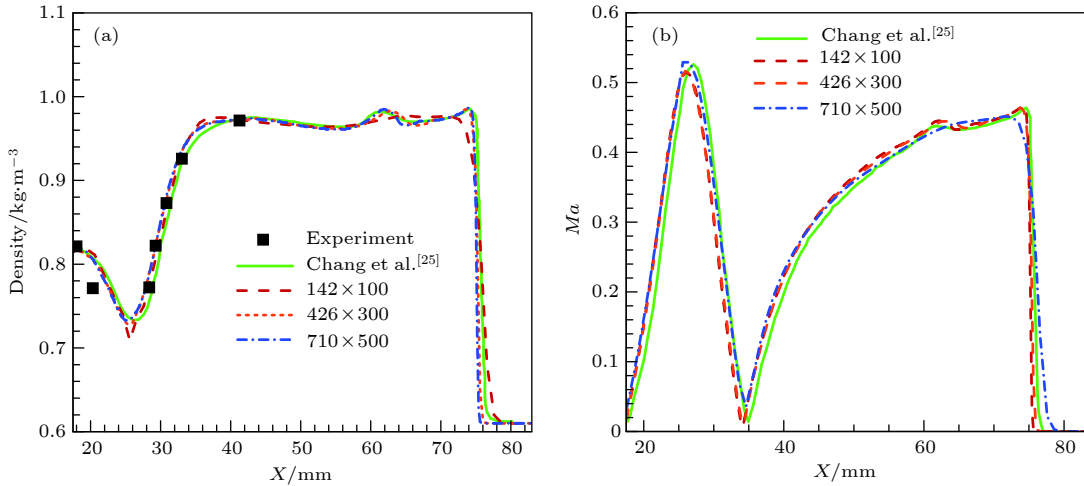 (a)
Density/kg·m⁻³
1.1
1.0
0.9
0.8
0.7
0.6
Experiment
Chang et al.[25]
142×100
426×300
710×500
20 30 40 50 60 70 80
X/mm
(b)
Ma
0.6
0.5
0.4
0.3
0.2
0.1
0
Chang et al.[25]
142×100
426×300
710×500
20 30 40 50 60 70 80
X/mm